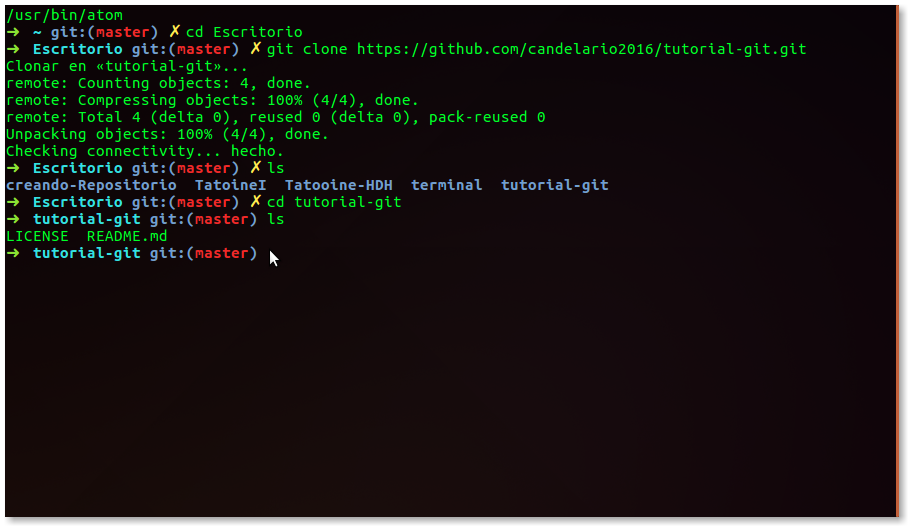 /usr/bin/atom
➜  ~ git:(master) ✗ cd Escritorio
➜  Escritorio git:(master) ✗ git clone https://github.com/candelario2016/tutorial-git.git
Clonar en «tutorial-git»...
remote: Counting objects: 4, done.
remote: Compressing objects: 100% (4/4), done.
remote: Total 4 (delta 0), reused 0 (delta 0), pack-reused 0
Unpacking objects: 100% (4/4), done.
Checking connectivity... hecho.
➜  Escritorio git:(master) ✗ ls
creando-Repositorio  TatoineI  Tatooine-HDH  terminal  tutorial-git
➜  Escritorio git:(master) ✗ cd tutorial-git
➜  tutorial-git git:(master) ls
LICENSE  README.md
➜  tutorial-git git:(master)